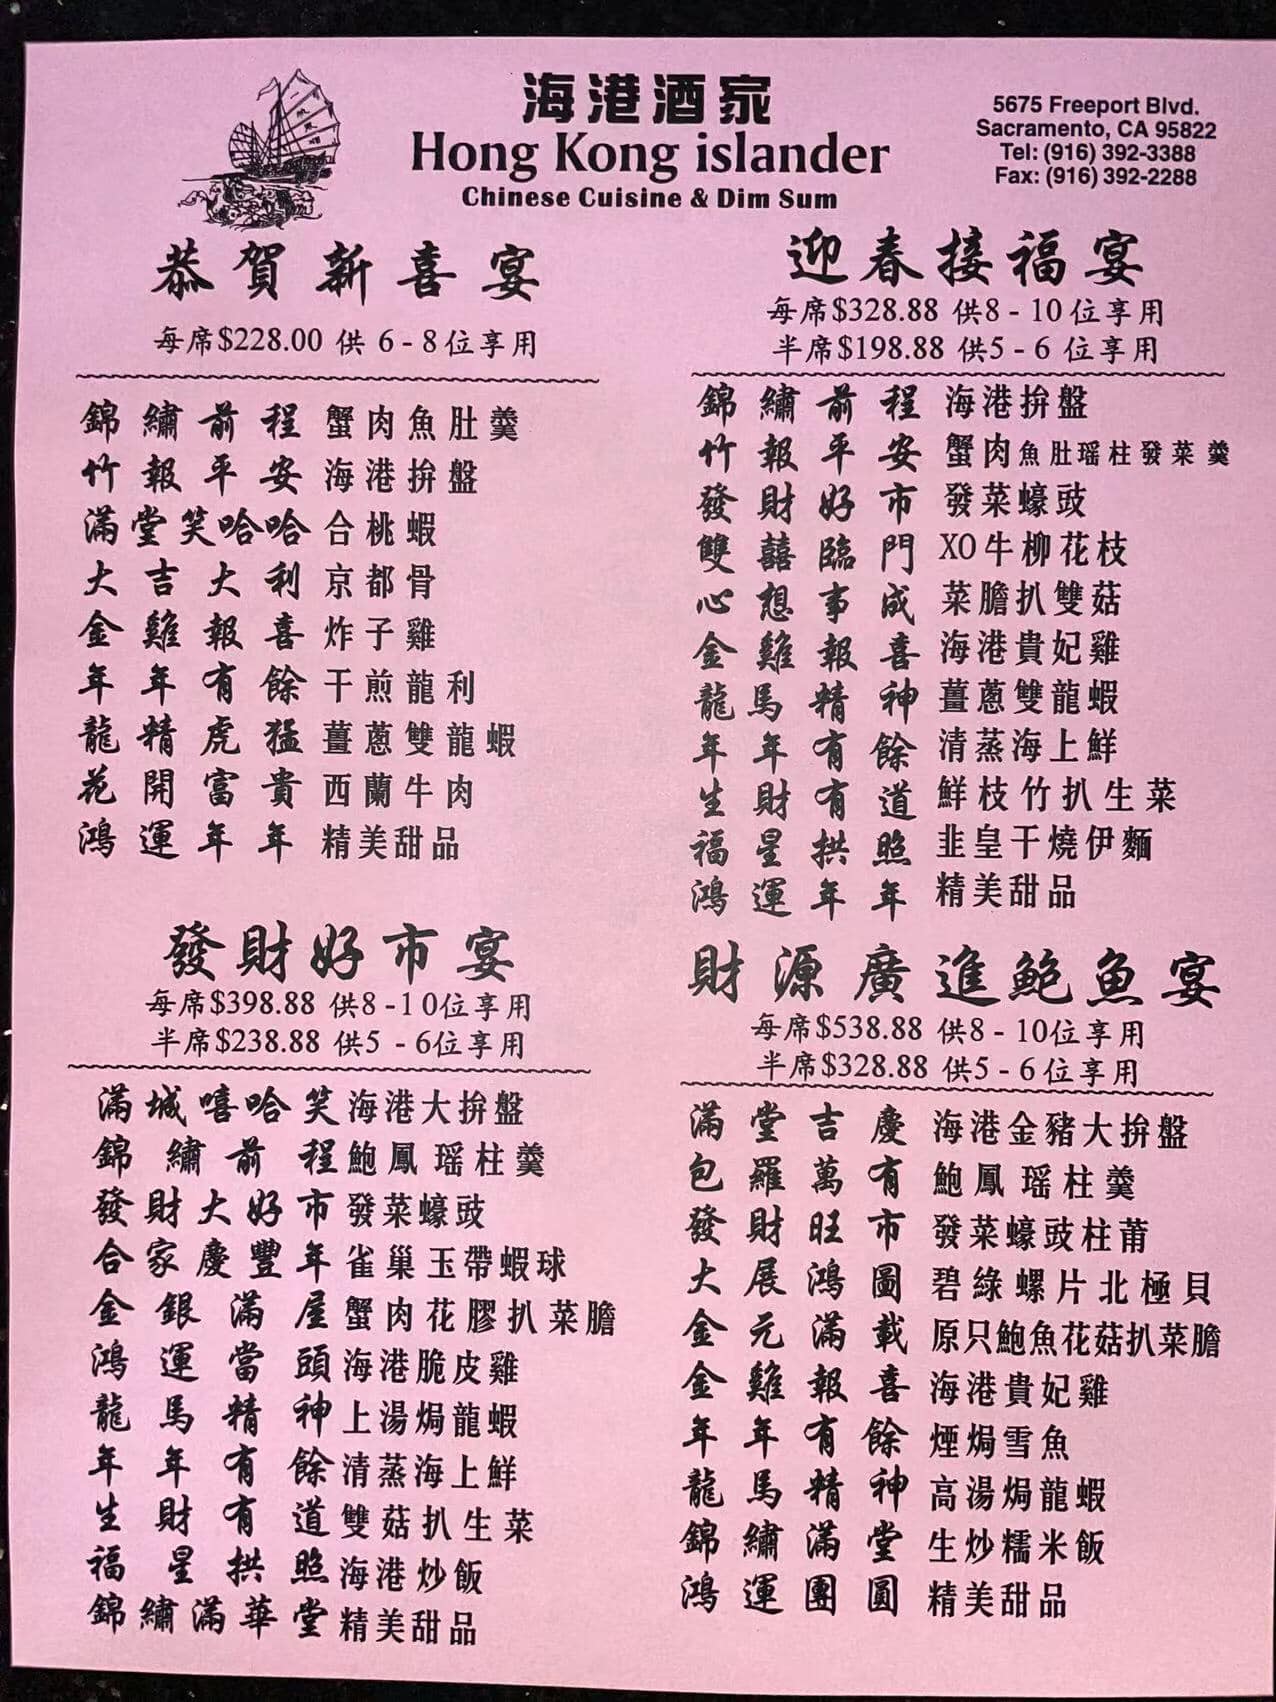 海港酒家
Hong Kong islander
Chinese Cuisine & Dim Sum
5675 Freeport Blvd.
Sacramento, CA 95822
Tel: (916) 392-3388
Fax: (916) 392-2288
恭賀新喜宴
每席$228.00 供 6 - 8位享用
錦繡前程 蟹肉魚肚羹
竹報平安 海港拚盤
滿堂笑哈哈 合桃蝦
大吉大利 京都骨
金雞報喜 炸子雞
年年有餘 干煎龍利
龍精虎猛 薑蔥雙龍蝦
花開富貴 西蘭牛肉
鴻運年年 精美甜品
迎春接福宴
每席$328.88 供8 - 10位享用
半席$198.88 供5 - 6 位享用
錦繡前程 海港拚盤
竹報平安 蟹肉魚肚瑶柱發菜羹
發財好市 發菜蠔豉
雙囍臨門 XO牛柳花枝
心想事成 菜膽扒雙菇
金雞報喜 海港貴妃雞
龍馬精神 薑蔥雙龍蝦
年年有餘 清蒸海上鮮
生財有道 鮮枝竹扒生菜
福星拱照 韭皇干燒伊麵
鴻運年年 精美甜品
發財好市宴
每席$398.88 供8 -10位享用
半席$238.88 供5 - 6位享用
滿城嘻哈笑 海港大拚盤
錦繡前程 鮑鳳瑶柱羹
發財大好市 發菜蠔豉
合家慶豐年 雀巢玉帶蝦球
金銀滿屋 蟹肉花膠扒菜膽
鴻運當頭 海港脆皮雞
龍馬精神 上湯焗龍蝦
年年有餘 清蒸海上鮮
生財有道 雙菇扒生菜
福星拱照 海港炒飯
錦繡滿華堂 精美甜品
財源廣進鮑魚宴
每席$538.88 供8 - 10位享用
半席$328.88 供5 - 6位享用
滿堂吉慶 海港金豬大拚盤
包羅萬有 鮑鳳瑶柱羹
發財旺市 發菜蠔豉柱莆
大展鴻圖 碧綠螺片北極貝
金元滿載 原只鮑魚花菇扒菜膽
金雞報喜 海港貴妃雞
年年有餘 煙焗雪魚
龍馬精神 高湯焗龍蝦
錦繡滿堂 生炒糯米飯
鴻運團圓 精美甜品